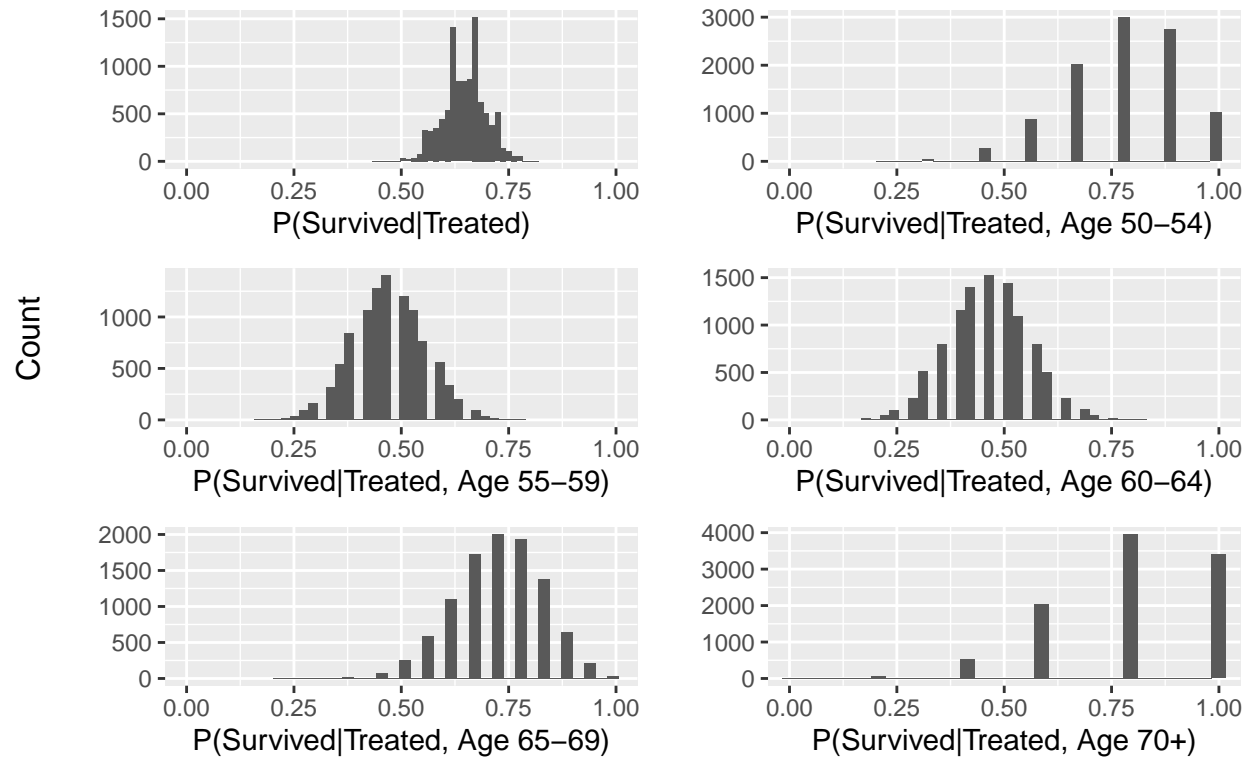 1500
1000
500
0
0.00 0.25 0.50 0.75 1.00
P(Survived|Treated)
3000
2000
1000
0
0.00 0.25 0.50 0.75 1.00
P(Survived|Treated, Age 50−54)
Count
1000
500
0
0.00 0.25 0.50 0.75 1.00
P(Survived|Treated, Age 55−59)
1500
1000
500
0
0.00 0.25 0.50 0.75 1.00
P(Survived|Treated, Age 60−64)
2000
1500
1000
500
0
0.00 0.25 0.50 0.75 1.00
P(Survived|Treated, Age 65−69)
4000
3000
2000
1000
0
0.00 0.25 0.50 0.75 1.00
P(Survived|Treated, Age 70+)